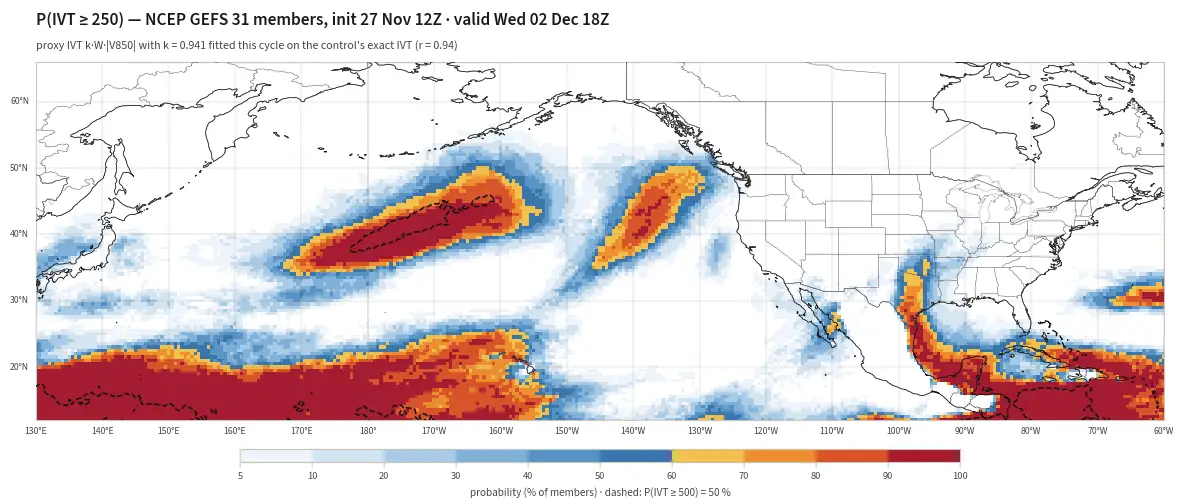 P(IVT ≥ 250) — NCEP GEFS 31 members, init 27 Nov 12Z · valid Wed 02 Dec 18Z
proxy IVT k·W·|V850| with k = 0.941 fitted this cycle on the control's exact IVT (r = 0.94)
60°N
50°N
40°N
30°N
20°N
130°E 140°E 150°E 160°E 170°E 180° 170°W 160°W 150°W 140°W 130°W 120°W 110°W 100°W 90°W 80°W 70°W 60°W
5 10 20 30 40 50 60 70 80 90 100
probability (% of members) · dashed: P(IVT ≥ 500) = 50 %